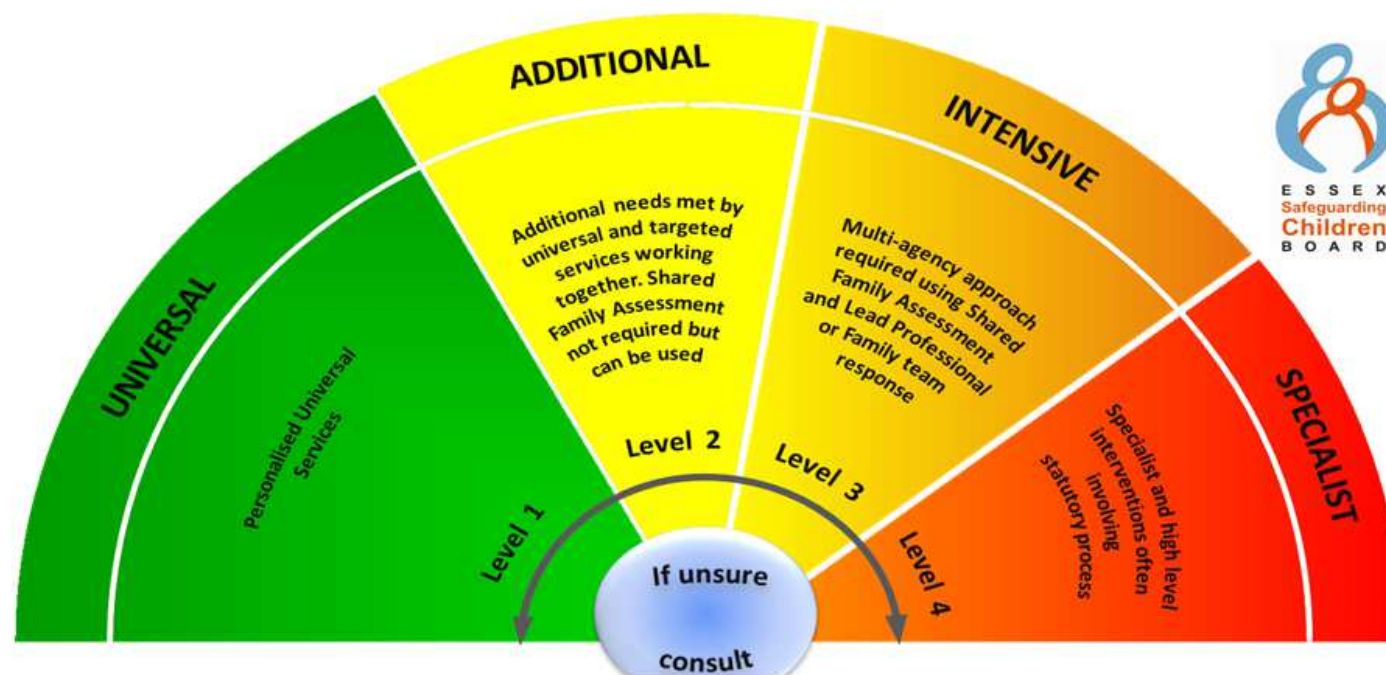 UNIVERSAL
Personalised Universal
Services
Level 1
ADDITIONAL
Additional needs met by
universal and targeted
services working
together. Shared
Family Assessment
not required but
can be used
Level 2
INTENSIVE
Multi-agency approach
required using Shared
Family Assessment
and Lead Professional
or Family team
response
Level 3
SPECIALIST
Specialist and high level
interventions often
involving
statutory process
Level 4
If unsure
consult
ESSEX
Safeguarding
Children
BOARD